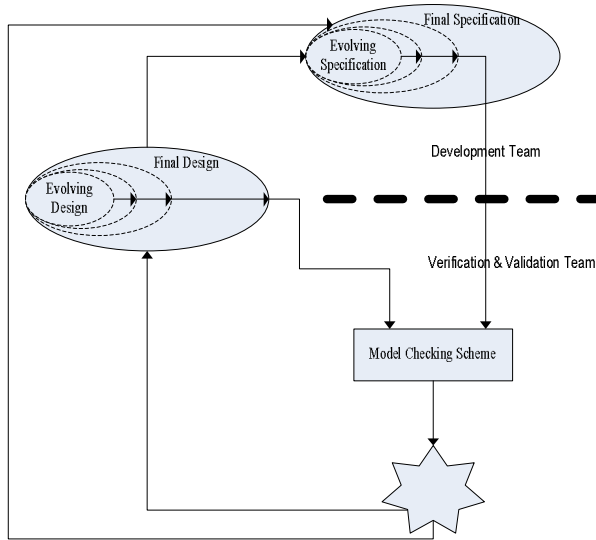 Final Specification
Evolving
Specification
Development Team
Final Design
Evolving
Design
Verification & Validation Team
Model Checking Scheme